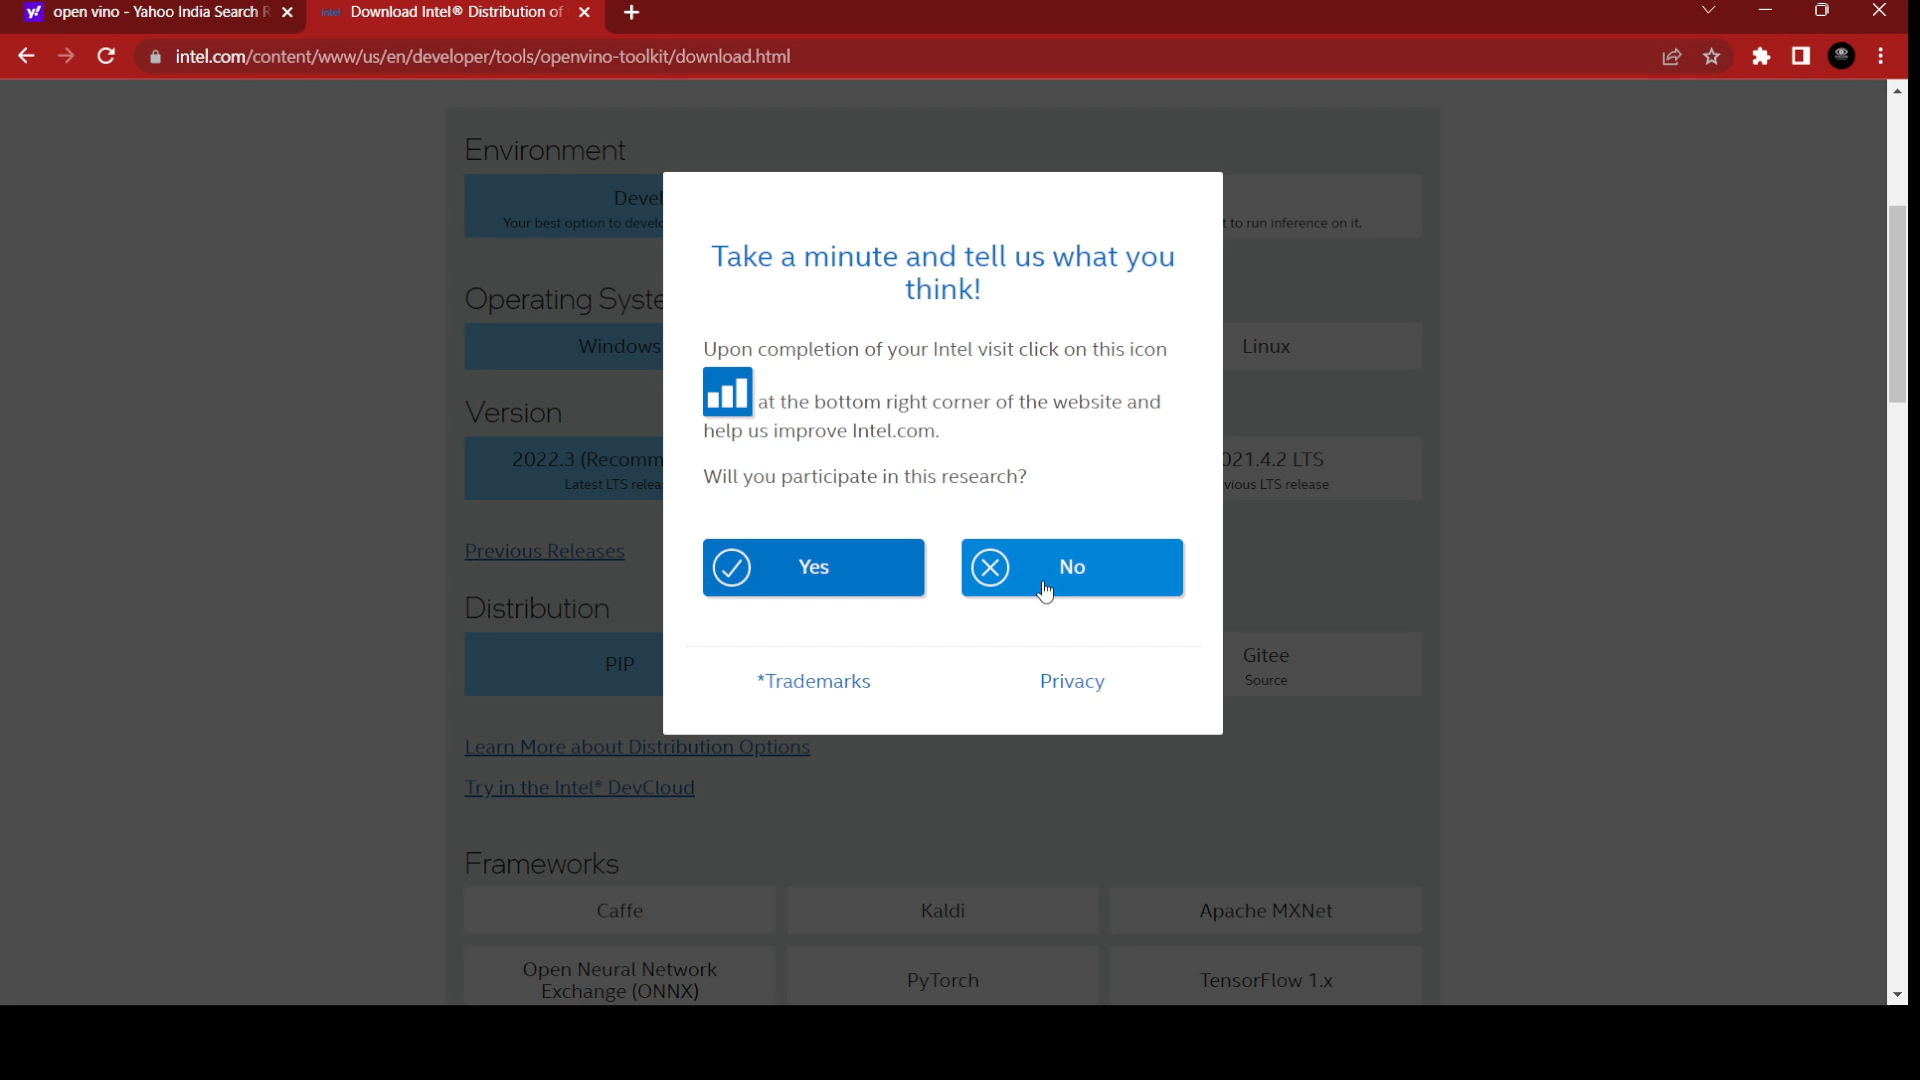 open vino - Yahoo India Search R
intel Download Intel® Distribution of
intel.com/content/www/us/en/developer/tools/openvino-toolkit/download.html
Environment
Devel
Your best option to develo
t to run inference on it.
Take a minute and tell us what you
think!
Operating Syste
Windows
Linux
Upon completion of your Intel visit click on this icon
at the bottom right corner of the website and
help us improve Intel.com.
Version
2022.3 (Recomm
Latest LTS relea
021.4.2 LTS
vious LTS release
Will you participate in this research?
Previous Releases
Yes
No
Distribution
PIP
Gitee
Source
*Trademarks
Privacy
Learn More about Distribution Options
Try in the Intel® DevCloud
Frameworks
Caffe
Kaldi
Apache MXNet
Open Neural Network
Exchange (ONNX)
PyTorch
TensorFlow 1.x